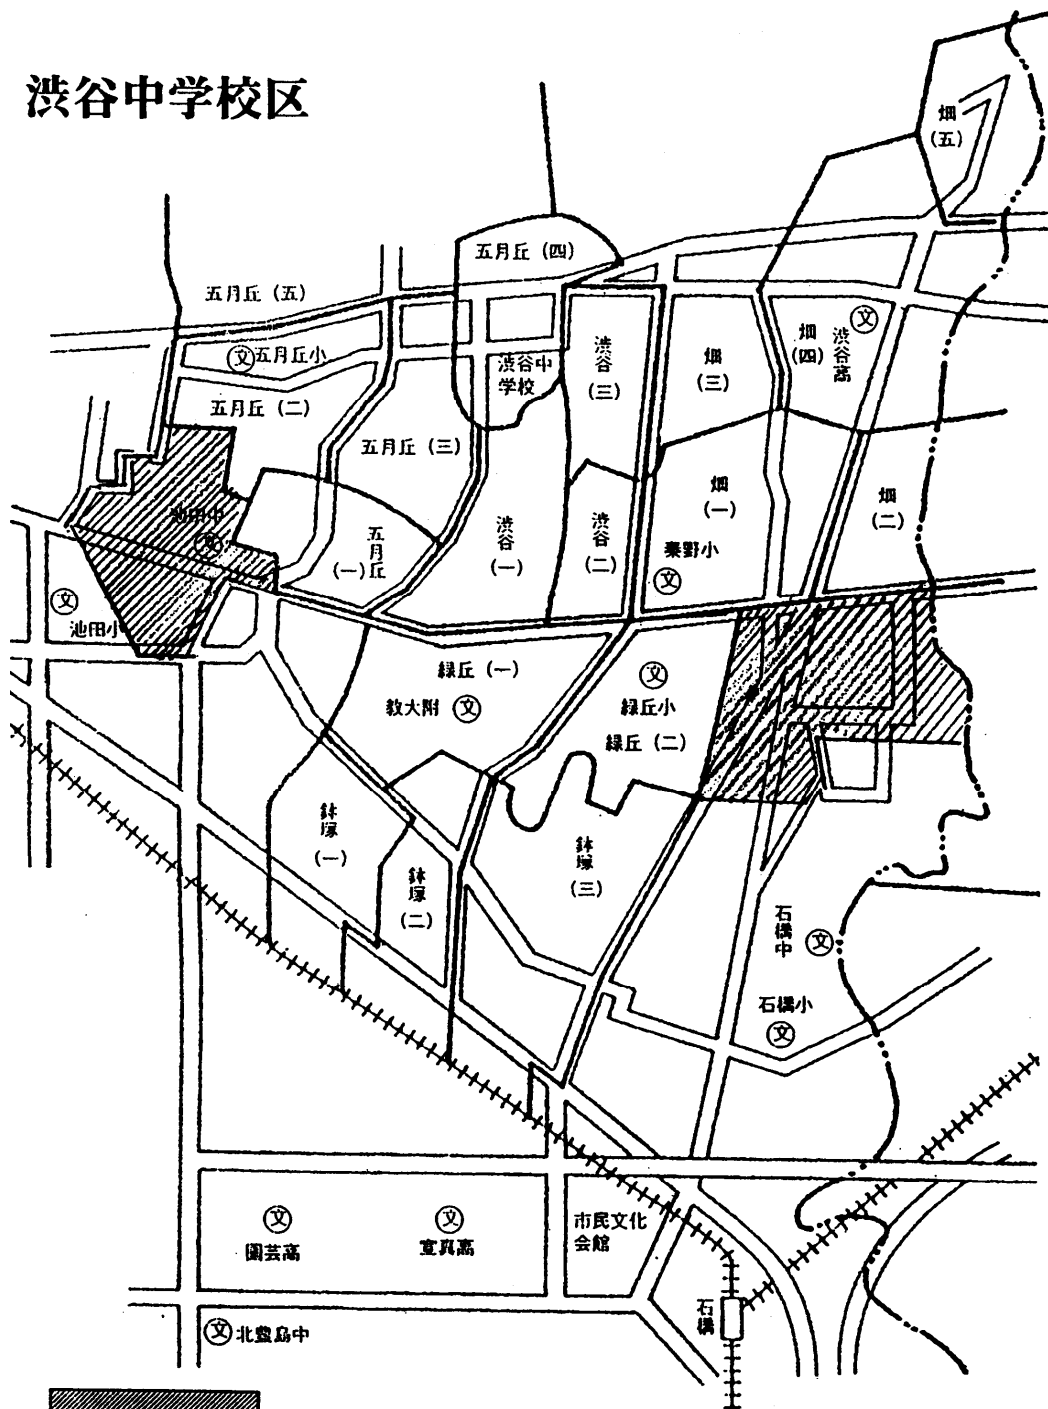 渋谷中学校区
畑
(五)
五月丘(四)
五月丘(五)
文
五月丘小
五月丘(二)
五月丘(三)
渋谷中
学校
渋谷
(三)
畑
(三)
畑
(四)
渋谷高
文
池田中
文
五月丘
(一)
渋谷
(一)
渋谷
(二)
畑
(一)
畑
(二)
秦野小
文
文
池田小
緑丘(一)
教大附
文
文
緑丘小
緑丘(二)
鉢塚
(一)
鉢塚
(二)
鉢塚
(三)
石橋中
文
石橋小
文
文
園芸高
文
宣真高
市民文化
会館
石橋
文
北豊島中